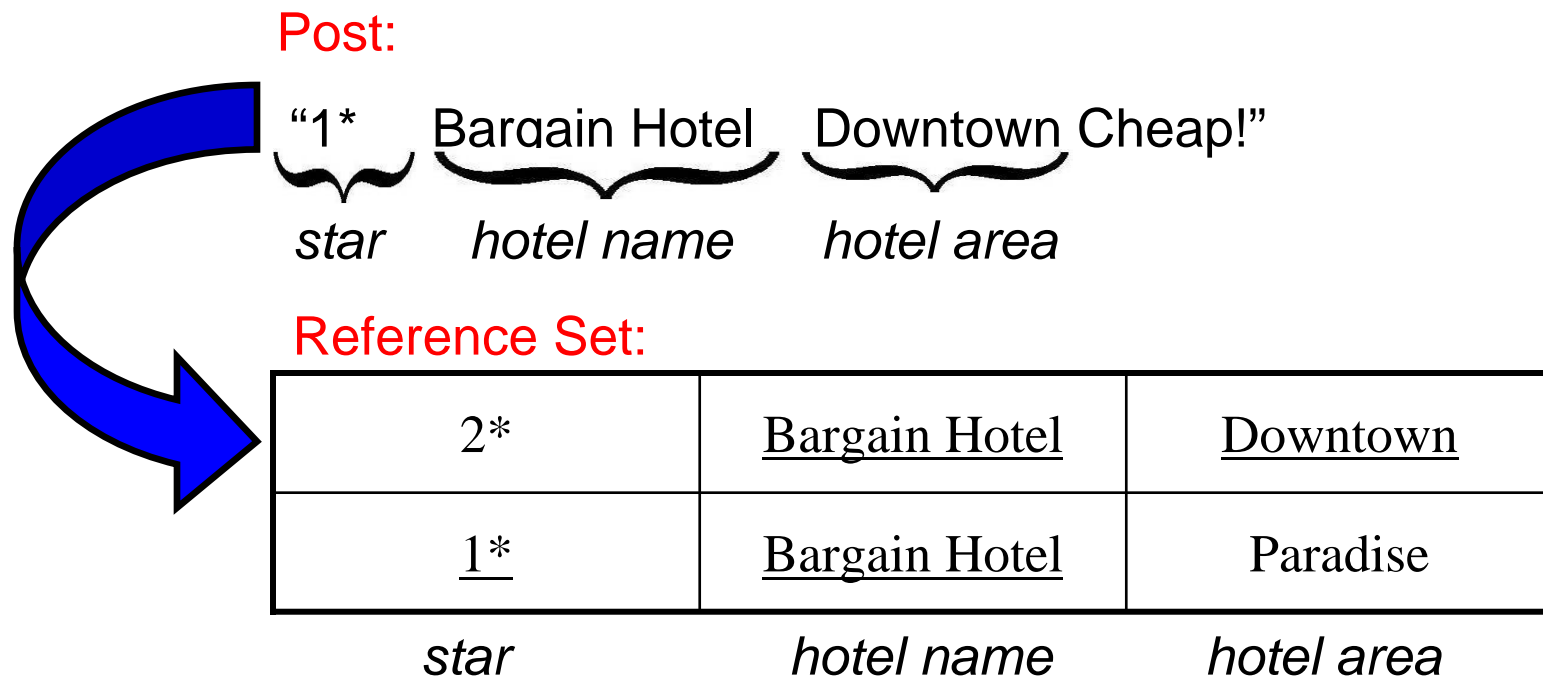 Post:
“1* Bargain Hotel Downtown Cheap!”
star hotel name hotel area
Reference Set:
2* Bargain Hotel Downtown
1* Bargain Hotel Paradise
star hotel name hotel area